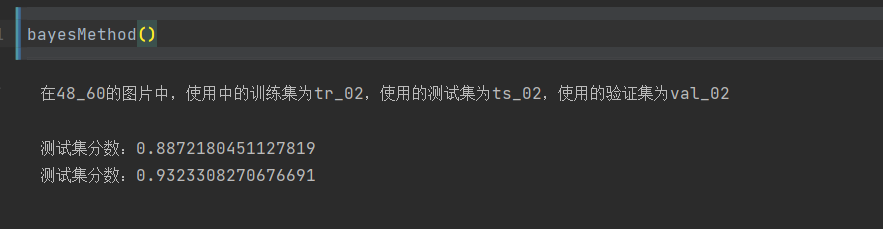 bayesMethod()
在48_60的图片中，使用中的训练集为tr_02，使用的测试集为ts_02，使用的验证集为val_02
测试集分数：0.8872180451127819
测试集分数：0.9323308270676691